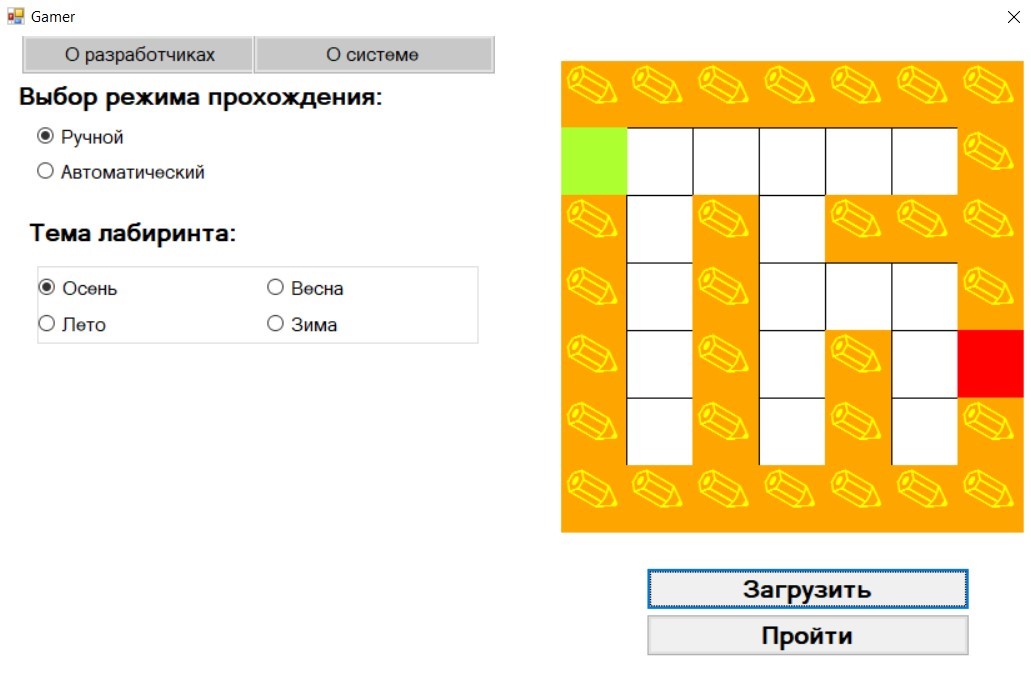 Gamer
О разработчиках О системе
Выбор режима прохождения:
Ручной
Автоматический
Тема лабиринта:
Осень Весна
Лето Зима
Загрузить
Пройти